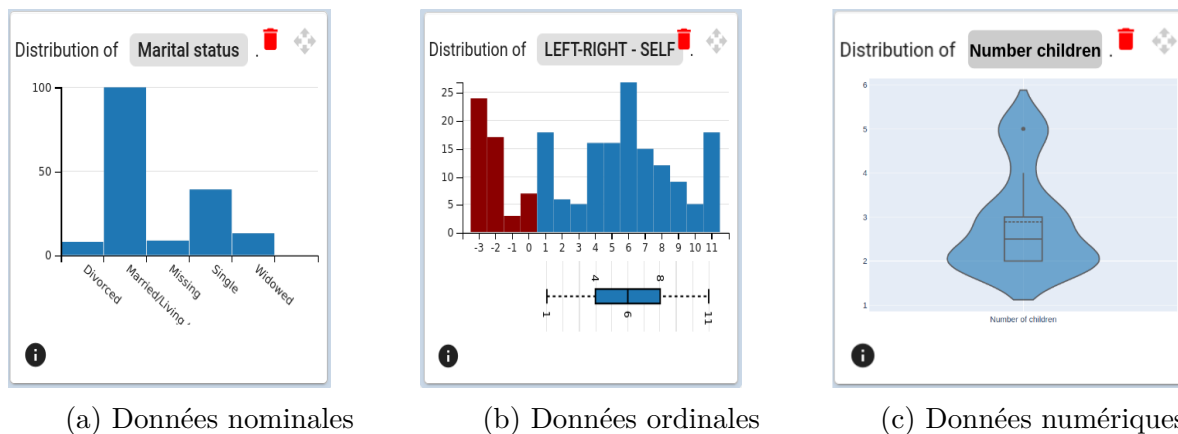 Distribution of Marital status .
100
50
0
Divorced
Married/Living .
Missing
Single
Widowed
i
(a) Données nominales
Distribution of LEFT-RIGHT - SELF .
25
20
15
10
5
0
-3 -2 -1 0 1 2 3 4 5 6 7 8 9 10 11
4 8
1 6 11
i
(b) Données ordinales
Distribution of Number children .
6
5
4
3
2
1
Number of children
i
(c) Données numériques